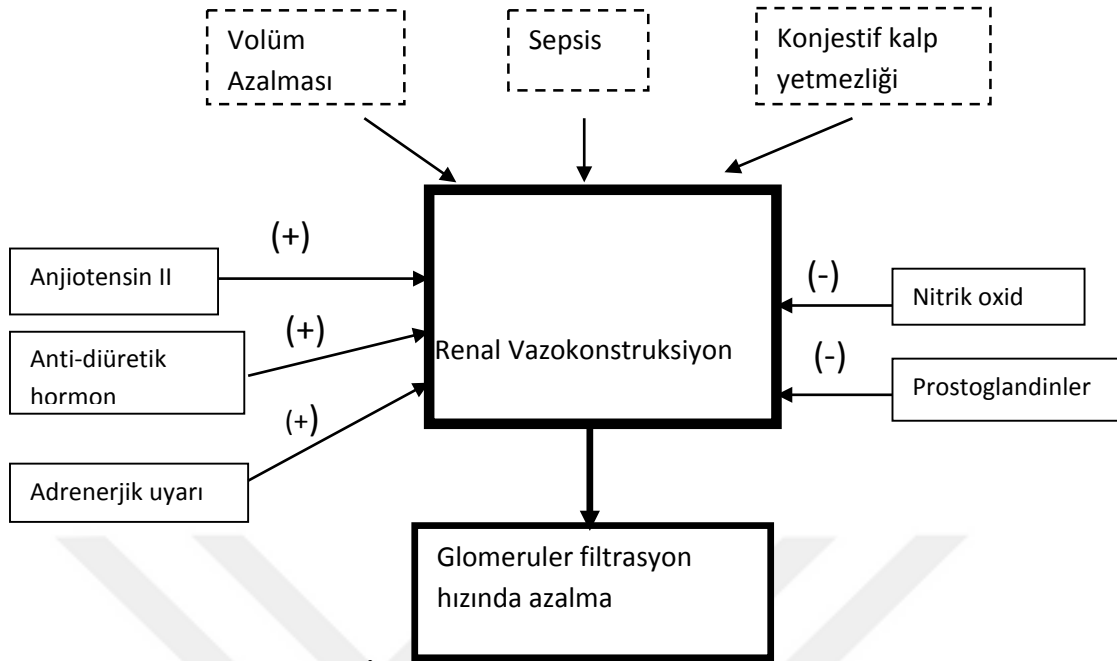 Volüm
Azalması
Sepsis
Konjestif kalp
yetmezliği
(+)
Anjiotensin II
(+)
Anti-diüretik
hormon
(+)
Adrenerjik uyarı
Renal Vazokonstruksiyon
(-)
Nitrik oxid
(-)
Prostoglandinler
Glomeruler filtrasyon
hızında azalma